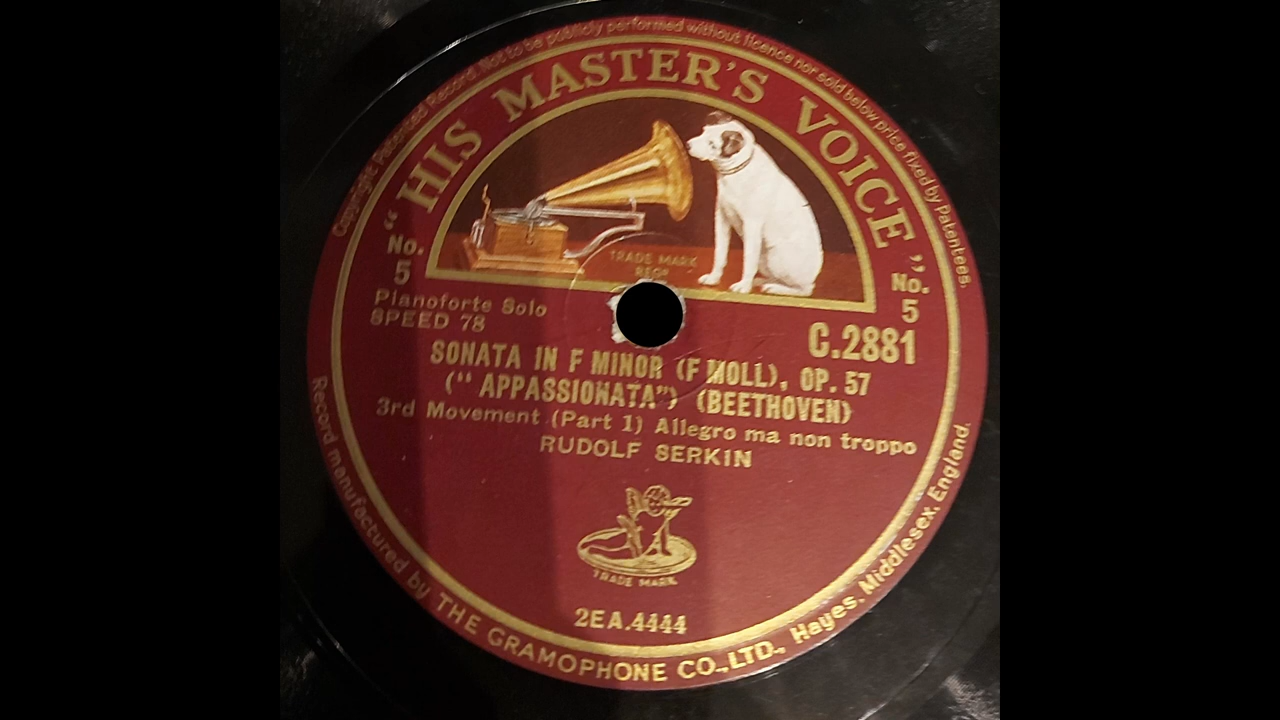 Copyright. Patented Record. Not to be publicly performed without licence nor sold below price fixed by Patentees.
"HIS MASTER'S VOICE"
TRADE MARK
REGD
No. 5
No. 5
Pianoforte Solo
SPEED 78
C.2881
SONATA IN F MINOR (F MOLL), OP. 57
("APPASSIONATA") (BEETHOVEN)
3rd Movement (Part 1) Allegro ma non troppo
RUDOLF SERKIN
TRADE MARK
2EA.4444
Record manufactured by THE GRAMOPHONE CO., LTD., Hayes, Middlesex, England.